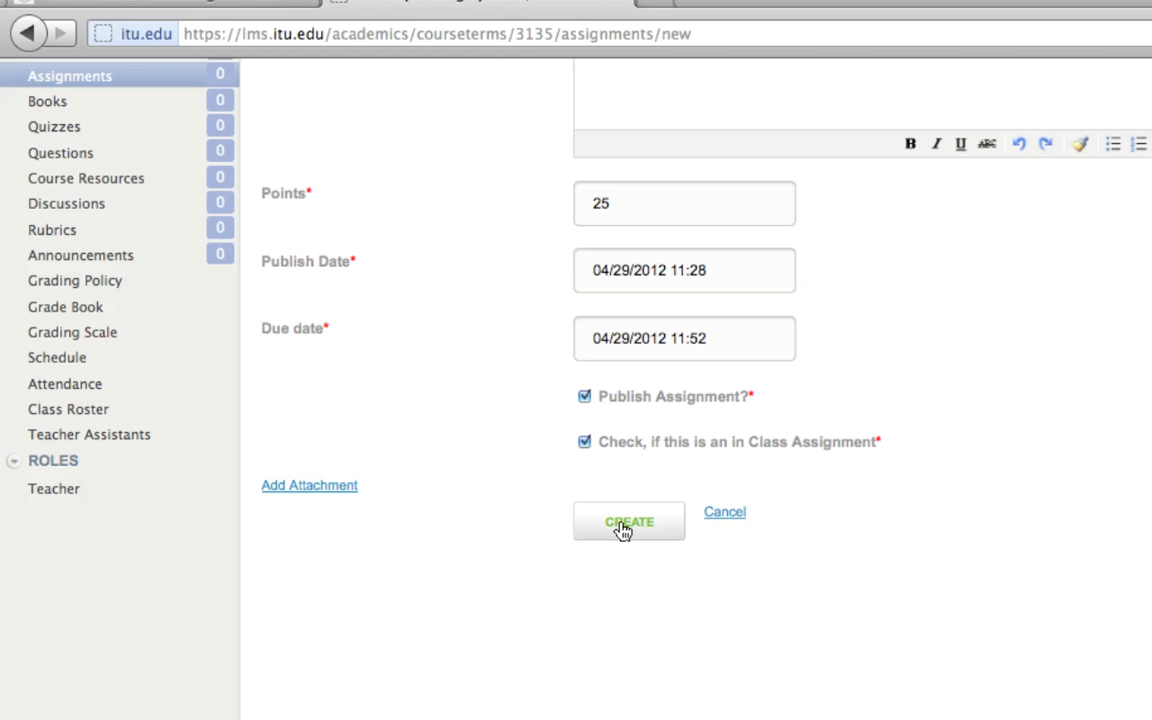 itu.edu https://lms.itu.edu/academics/courseterms/3135/assignments/new
Assignments 0
Books 0
Quizzes 0
Questions 0
Course Resources 0
Discussions 0
Rubrics 0
Announcements 0
Grading Policy
Grade Book
Grading Scale
Schedule
Attendance
Class Roster
Teacher Assistants
ROLES
Teacher
B I U ABC
Points* 25
Publish Date* 04/29/2012 11:28
Due date* 04/29/2012 11:52
Publish Assignment?*
Check, if this is an in Class Assignment*
Add Attachment
CREATE Cancel